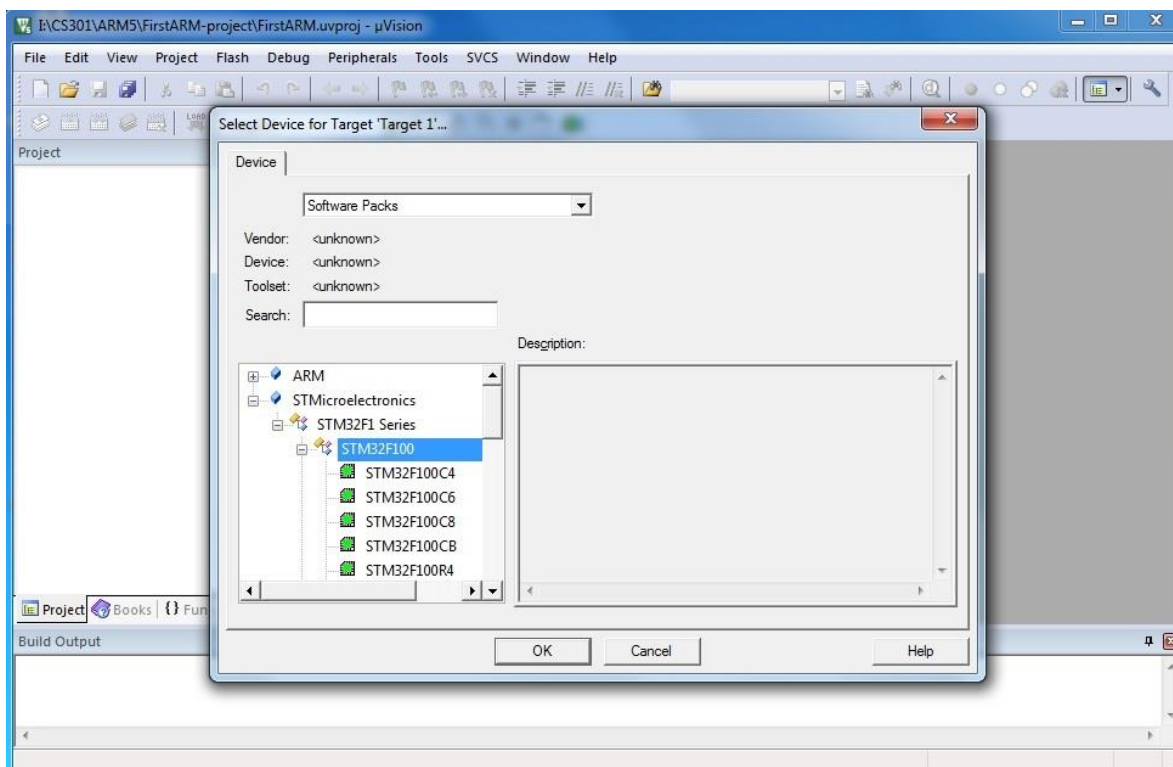 I:\CS301\ARM5\FirstARM-project\FirstARM.uvproj - µVision
File Edit View Project Flash Debug Peripherals Tools SVCS Window Help
Select Device for Target 'Target 1'...
Project
Device
Software Packs
Vendor: <unknown>
Device: <unknown>
Toolset: <unknown>
Search:
Description:
ARM
STMicroelectronics
STM32F1 Series
STM32F100
STM32F100C4
STM32F100C6
STM32F100C8
STM32F100CB
STM32F100R4
Project Books {} Fun
Build Output
OK Cancel Help